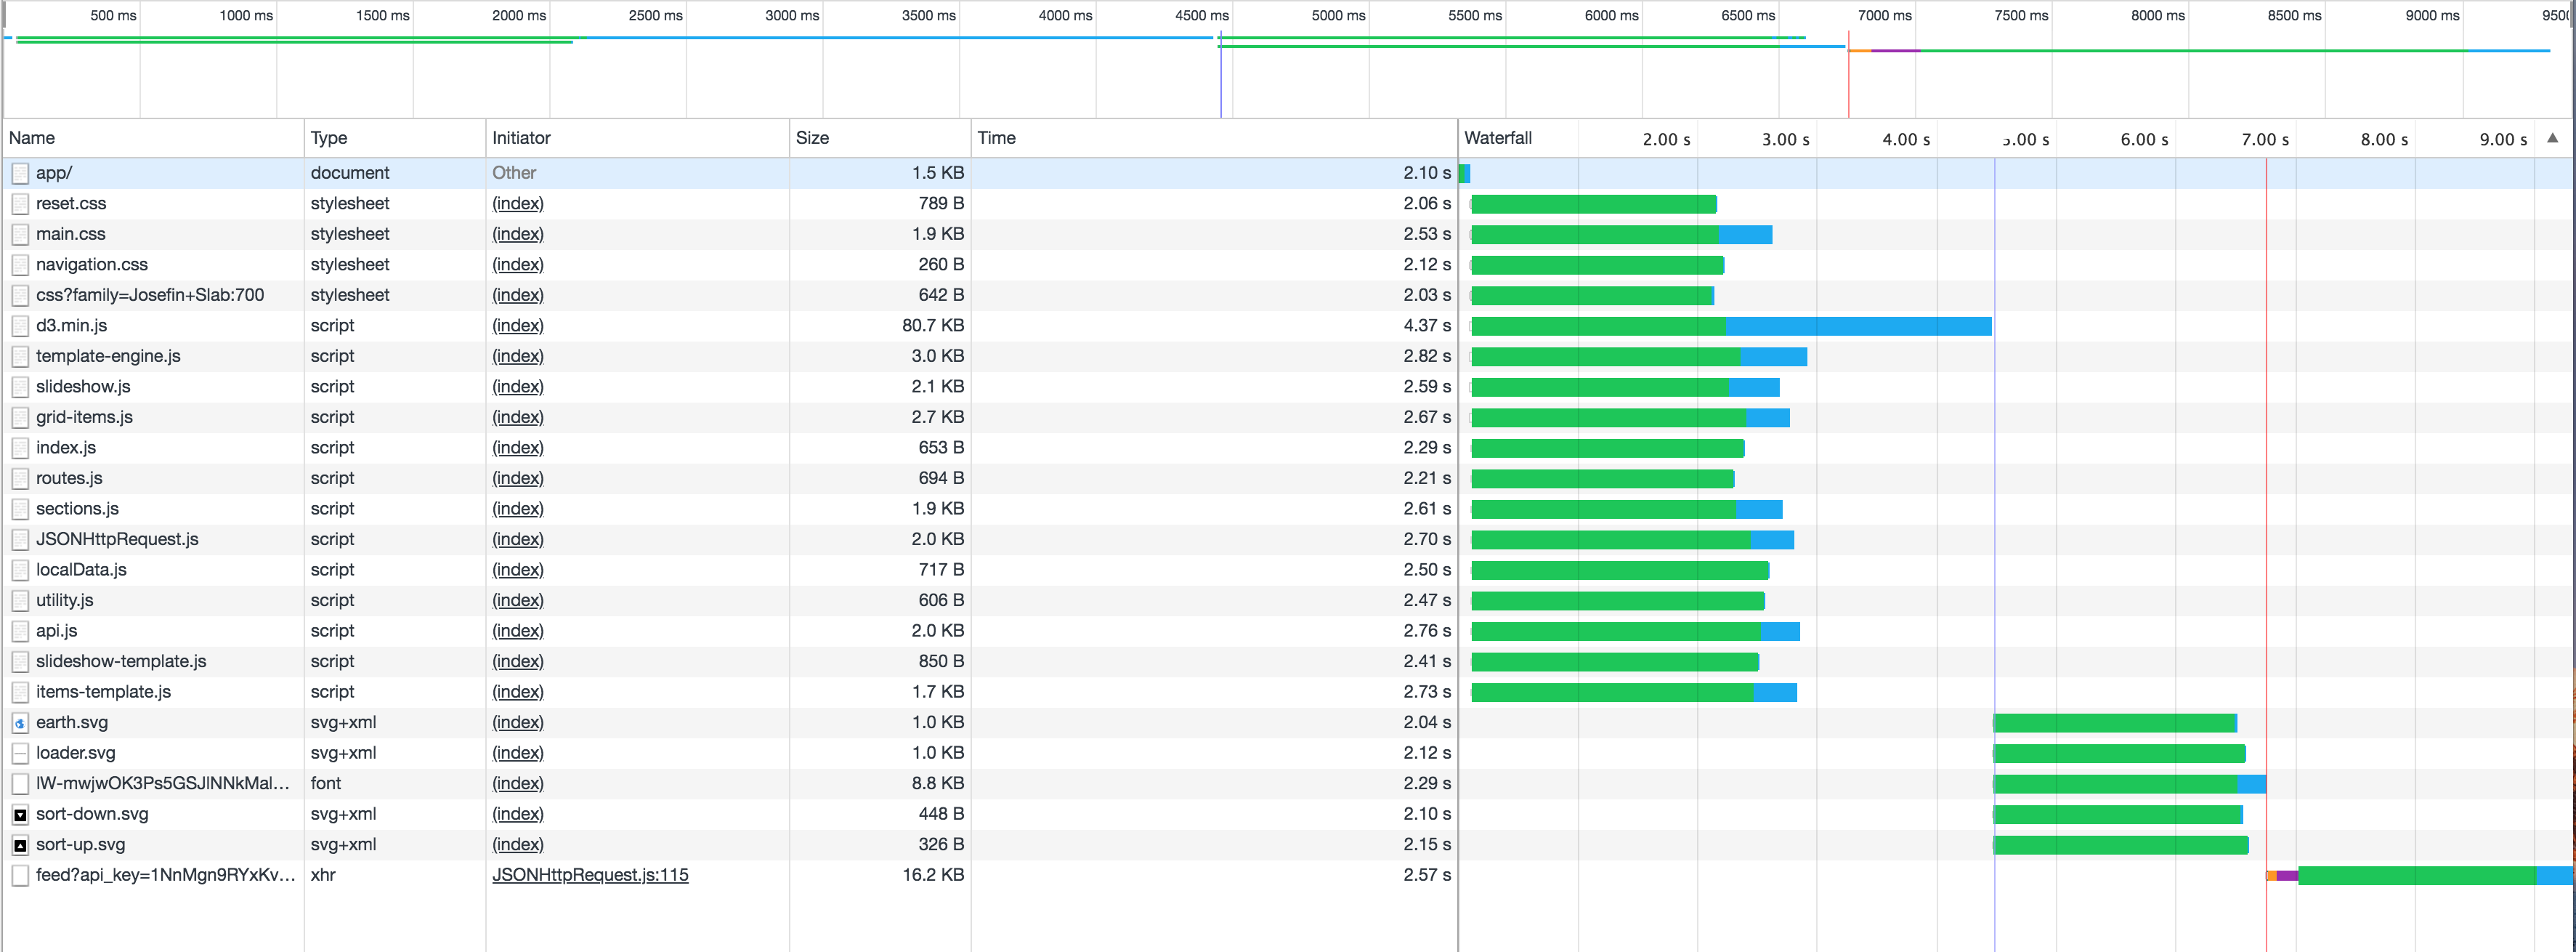 500 ms 1000 ms 1500 ms 2000 ms 2500 ms 3000 ms 3500 ms 4000 ms 4500 ms 5000 ms 5500 ms 6000 ms 6500 ms 7000 ms 7500 ms 8000 ms 8500 ms 9000 ms
Name Type Initiator Size Time Waterfall 2.00 s 3.00 s 4.00 s 5.00 s 6.00 s 7.00 s 8.00 s 9.00 s ▲
app/ document Other 1.5 KB 2.10 s
reset.css stylesheet (index) 789 B 2.06 s
main.css stylesheet (index) 1.9 KB 2.53 s
navigation.css stylesheet (index) 260 B 2.12 s
css?family=Josefin+Slab:700 stylesheet (index) 642 B 2.03 s
d3.min.js script (index) 80.7 KB 4.37 s
template-engine.js script (index) 3.0 KB 2.82 s
slideshow.js script (index) 2.1 KB 2.59 s
grid-items.js script (index) 2.7 KB 2.67 s
index.js script (index) 653 B 2.29 s
routes.js script (index) 694 B 2.21 s
sections.js script (index) 1.9 KB 2.61 s
JSONHttpRequest.js script (index) 2.0 KB 2.70 s
localData.js script (index) 717 B 2.50 s
utility.js script (index) 606 B 2.47 s
api.js script (index) 2.0 KB 2.76 s
slideshow-template.js script (index) 850 B 2.41 s
items-template.js script (index) 1.7 KB 2.73 s
earth.svg svg+xml (index) 1.0 KB 2.04 s
loader.svg svg+xml (index) 1.0 KB 2.12 s
font (index) 8.8 KB 2.29 s
sort-down.svg svg+xml (index) 448 B 2.10 s
sort-up.svg svg+xml (index) 326 B 2.15 s
feed?api_key=1NnMgn9RYxKv... xhr JSONHttpRequest.js:115 16.2 KB 2.57 s